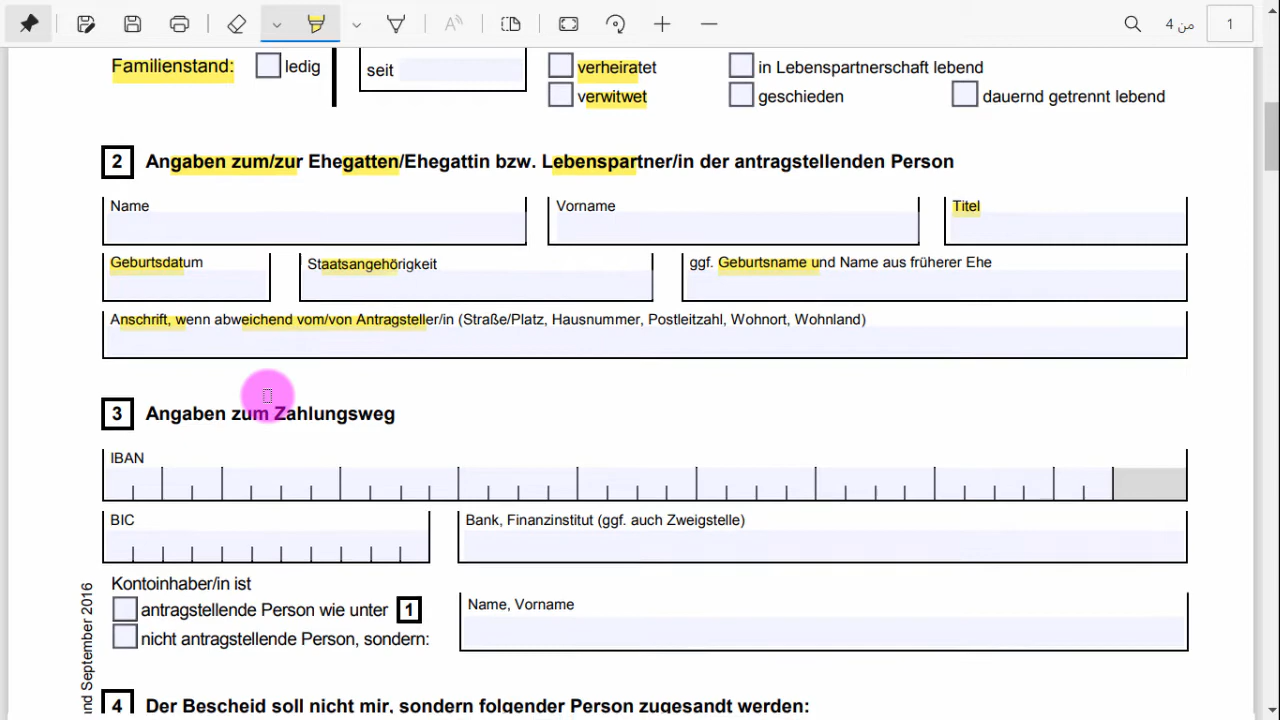 من 4
1
Familienstand: ledig
seit
verheiratet
in Lebenspartnerschaft lebend
verwitwet
geschieden
dauernd getrennt lebend
2 Angaben zum/zur Ehegatten/Ehegattin bzw. Lebenspartner/in der antragstellenden Person
Name
Vorname
Titel
Geburtsdatum
Staatsangehörigkeit
ggf. Geburtsname und Name aus früherer Ehe
Anschrift, wenn abweichend vom/von Antragsteller/in (Straße/Platz, Hausnummer, Postleitzahl, Wohnort, Wohnland)
3 Angaben zum Zahlungsweg
IBAN
BIC
Bank, Finanzinstitut (ggf. auch Zweigstelle)
Kontoinhaber/in ist
antragstellende Person wie unter 1
nicht antragstellende Person, sondern:
Name, Vorname
4 Der Bescheid soll nicht mir, sondern folgender Person zugesandt werden:
September 2016